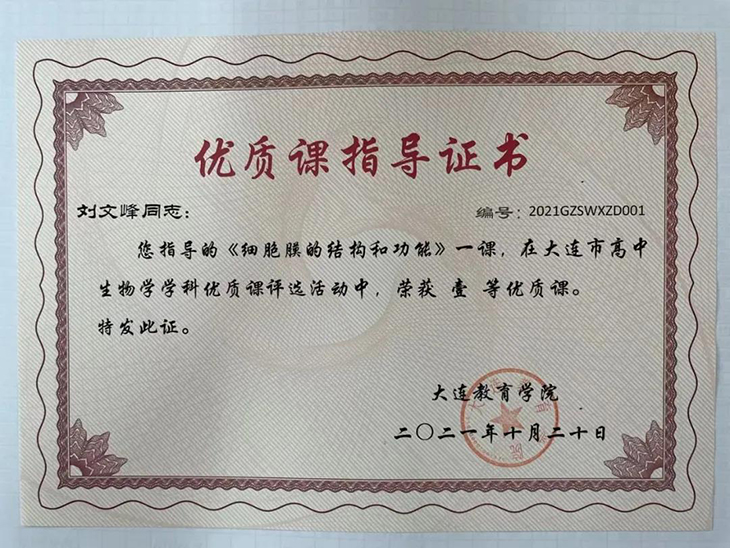 优质课指导证书
刘文峰同志： 编号：2021GZSWXZD001
您指导的《细胞膜的结构和功能》一课，在大连市高中
生物学学科优质课评选活动中，荣获 壹 等优质课。
特发此证。
大连教育学院
二〇二一年十月二十日